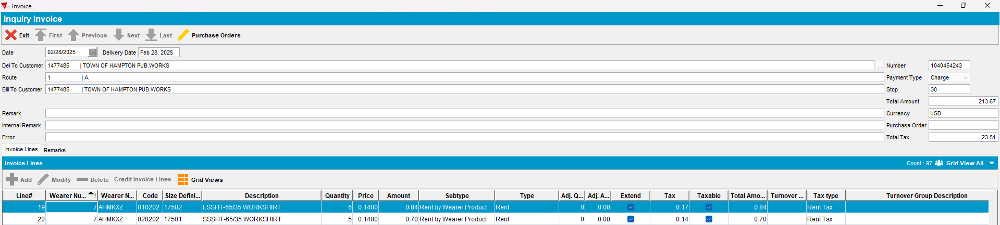 Invoice
Inquiry Invoice
Exit First Previous Next Last Purchase Orders
Date 02/28/2025 16 Delivery Date Feb 28, 2025
Del To Customer 1477485 | TOWN OF HAMPTON PUB.WORKS ... Number 1040454243
Route 1 | A Payment Type Charge
Bill To Customer 1477485 | TOWN OF HAMPTON PUB.WORKS Stop 30
Total Amount 213.67
Remark Currency USD
Internal Remark Purchase Order
Error Total Tax 23.51
Invoice Lines Remarks
Invoice Lines Count : 97 Grid View All
Add Modify Delete Credit Invoice Lines Grid Views
Line# Wearer Nu... 1 Wearer N... Code Size Defini... Description Quantity Price Amount Subtype Type Adj. Q... Adj. A... Extend Tax Taxable Total Amo... Turnover ... Tax type Turnover Group Description
19 7 AHMKXZ 010202 17502 LSSHT-65/35 WORKSHIRT 6 0.1400 0.84 Rent by Wearer Product Rent 0 0.00 0.17 0.84 Rent Tax
20 7 AHMKXZ 020202 17501 SSSHT-65/35 WORKSHIRT 5 0.1400 0.70 Rent by Wearer Product Rent 0 0.00 0.14 0.70 Rent Tax